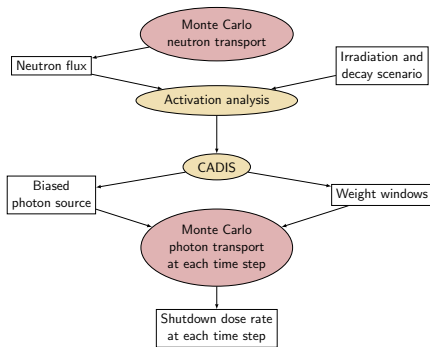 Monte Carlo
neutron transport
Neutron flux
Irradiation and
decay scenario
Activation analysis
CADIS
Biased
photon source
Weight windows
Monte Carlo
photon transport
at each time step
Shutdown dose rate
at each time step